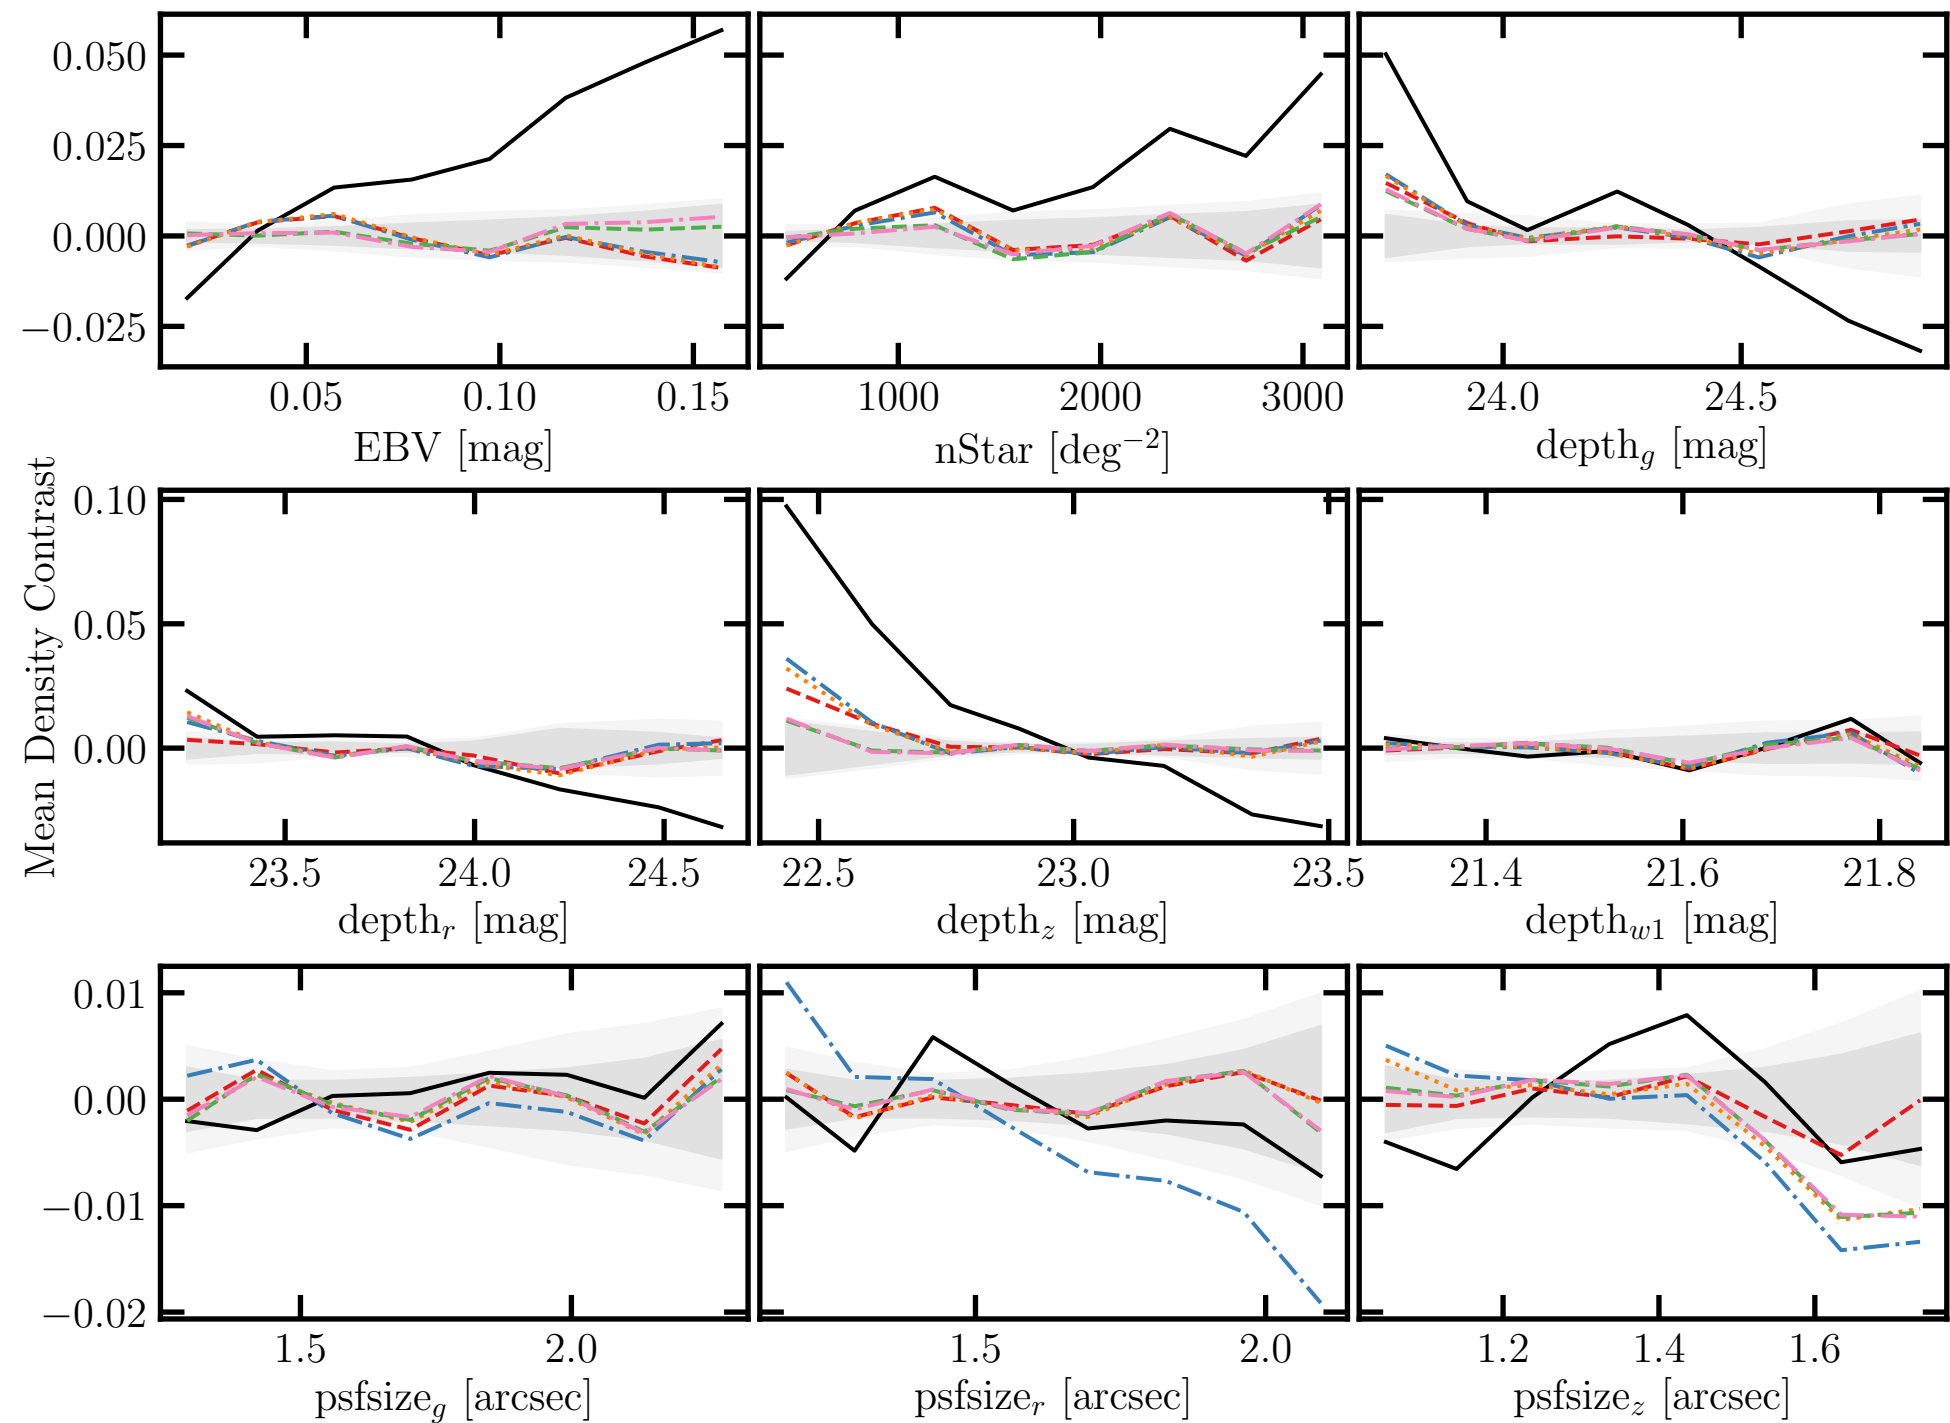 0.050
0.025
0.000
−0.025
0.05 0.10 0.15
EBV [mag]
1000 2000 3000
nStar [deg⁻²]
24.0 24.5
depth_g [mag]
Mean Density Contrast
0.10
0.05
0.00
23.5 24.0 24.5
depth_r [mag]
22.5 23.0 23.5
depth_z [mag]
21.4 21.6 21.8
depth_w1 [mag]
0.01
0.00
−0.01
−0.02
1.5 2.0
psfsize_g [arcsec]
1.5 2.0
psfsize_r [arcsec]
1.2 1.4 1.6
psfsize_z [arcsec]